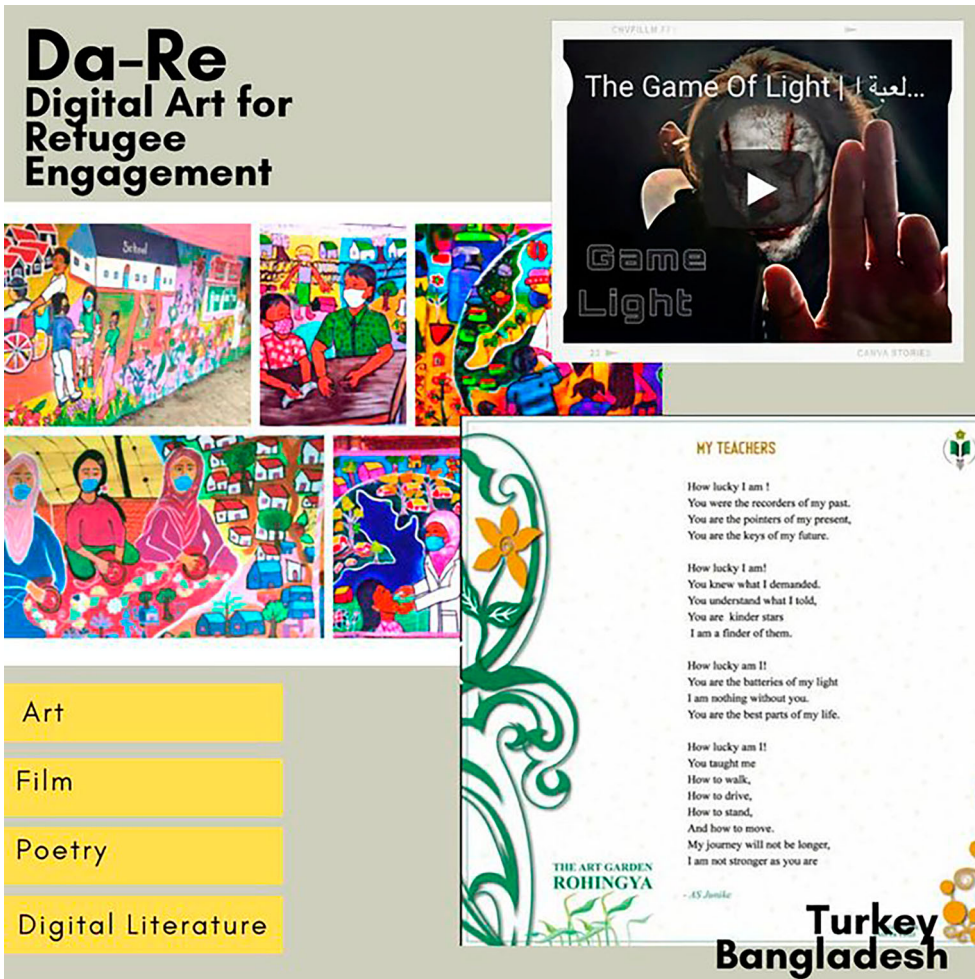 Da-Re
Digital Art for
Refugee
Engagement
The Game Of Light | لعبة ا...
Game
Light
22
CANVA STORIES
School
MY TEACHERS
How lucky I am !
You were the recorders of my past.
You are the pointers of my present,
You are the keys of my future.
How lucky I am!
You knew what I demanded.
You understand what I told,
You are kinder stars
I am a finder of them.
How lucky am I!
You are the batteries of my light
I am nothing without you.
You are the best parts of my life.
How lucky am I!
You taught me
How to walk,
How to drive,
How to stand,
And how to move.
My journey will not be longer,
I am not stronger as you are
- AS Junike
THE ART GARDEN
ROHINGYA
Art
Film
Poetry
Digital Literature
Turkey
Bangladesh